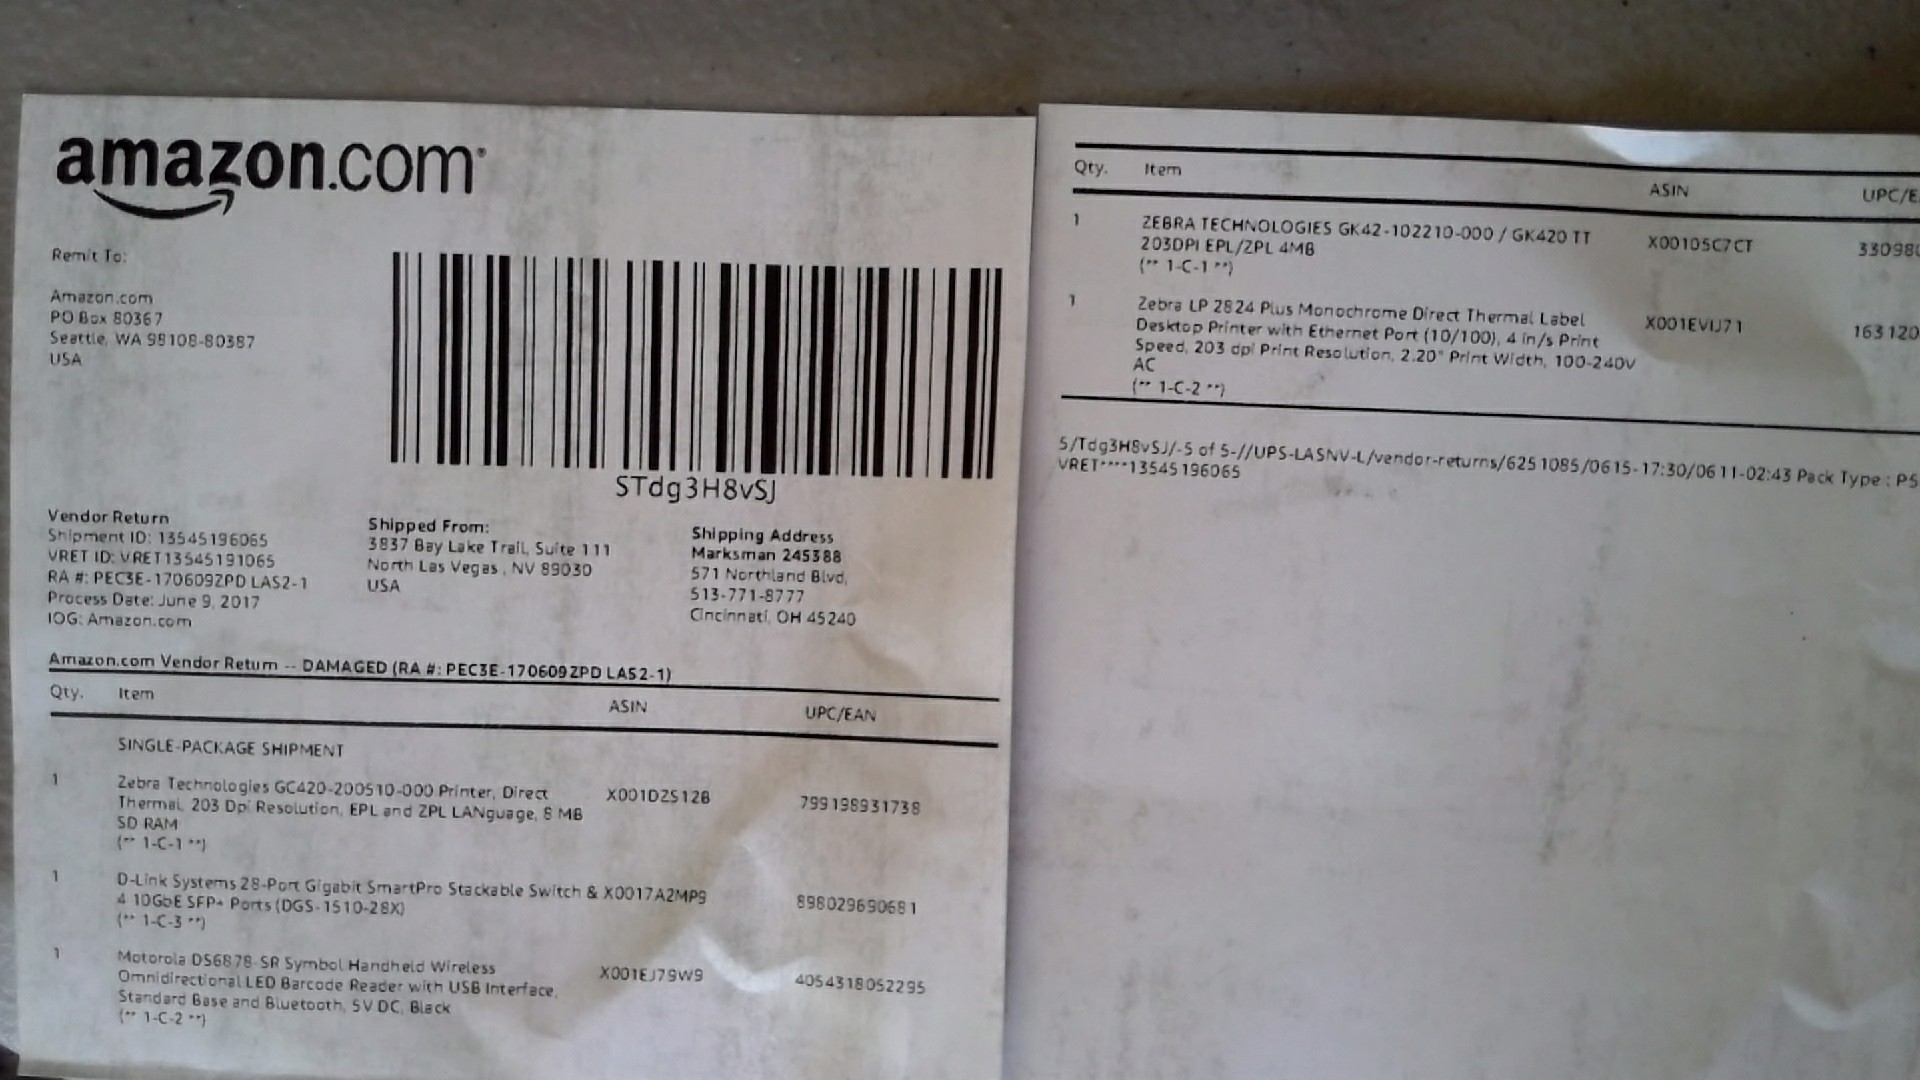 amazon.com
Remit To:
Amazon.com
PO Box 80367
Seattle, WA 98108-80387
USA
STdg3H8vSJ
Vendor Return
Shipment ID: 13545196065
VRET ID: VRET13545191065
RA #: PEC3E-170609ZPD LAS2-1
Process Date: June 9, 2017
IOG: Amazon.com
Shipped From:
3837 Bay Lake Trail, Suite 111
North Las Vegas , NV 89030
USA
Shipping Address
Marksman 245388
571 Northland Blvd,
513-771-8777
Cincinnati, OH 45240
Amazon.com Vendor Return -- DAMAGED (RA #: PEC3E-170609ZPD LAS2-1)
Qty. Item ASIN UPC/EAN
SINGLE-PACKAGE SHIPMENT
1 Zebra Technologies GC420-200510-000 Printer, Direct X001DZS12B 799198931738
Thermal, 203 Dpi Resolution, EPL and ZPL LANguage, 8 MB
SD RAM
(** 1-C-1 **)
1 D-Link Systems 28-Port Gigabit SmartPro Stackable Switch & X0017A2MP9 898029690681
4 10GbE SFP+ Ports (DGS-1510-28X)
(** 1-C-3 **)
1 Motorola DS6878-SR Symbol Handheld Wireless X001EJ79W9 4054318052295
Omnidirectional LED Barcode Reader with USB Interface,
Standard Base and Bluetooth, 5V DC, Black
(** 1-C-2 **)
Qty. Item ASIN UPC/E
1 ZEBRA TECHNOLOGIES GK42-102210-000 / GK420 TT X00105C7CT 33098
203DPI EPL/ZPL 4MB
(** 1-C-1 **)
1 Zebra LP 2824 Plus Monochrome Direct Thermal Label X001EVIJ71 163120
Desktop Printer with Ethernet Port (10/100), 4 in/s Print
Speed, 203 dpi Print Resolution, 2.20" Print Width, 100-240V
AC
(** 1-C-2 **)
5/Tdg3H8vSJ/-5 of 5-//UPS-LASNV-L/vendor-returns/6251085/0615-17:30/0611-02:43 Pack Type : PS
VRET****13545196065